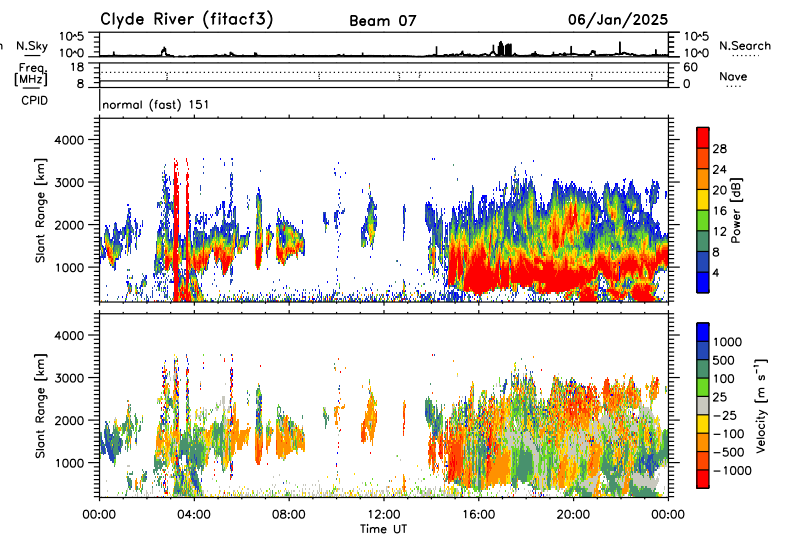 Clyde River (fitacf3) Beam 07 06/Jan/2025
10^5 10^5
N.Sky N.Search
10^0 10^0
Freq. 18 60
[MHz] Nave
8 0
CPID
normal (fast) 151
4000
3000
2000
1000
Slant Range [km]
28
24
20
16
12
8
4
Power [dB]
4000
3000
2000
1000
Slant Range [km]
1000
500
100
25
-25
-100
-500
-1000
Velocity [m s^-1]
00:00 04:00 08:00 12:00 16:00 20:00 00:00
Time UT